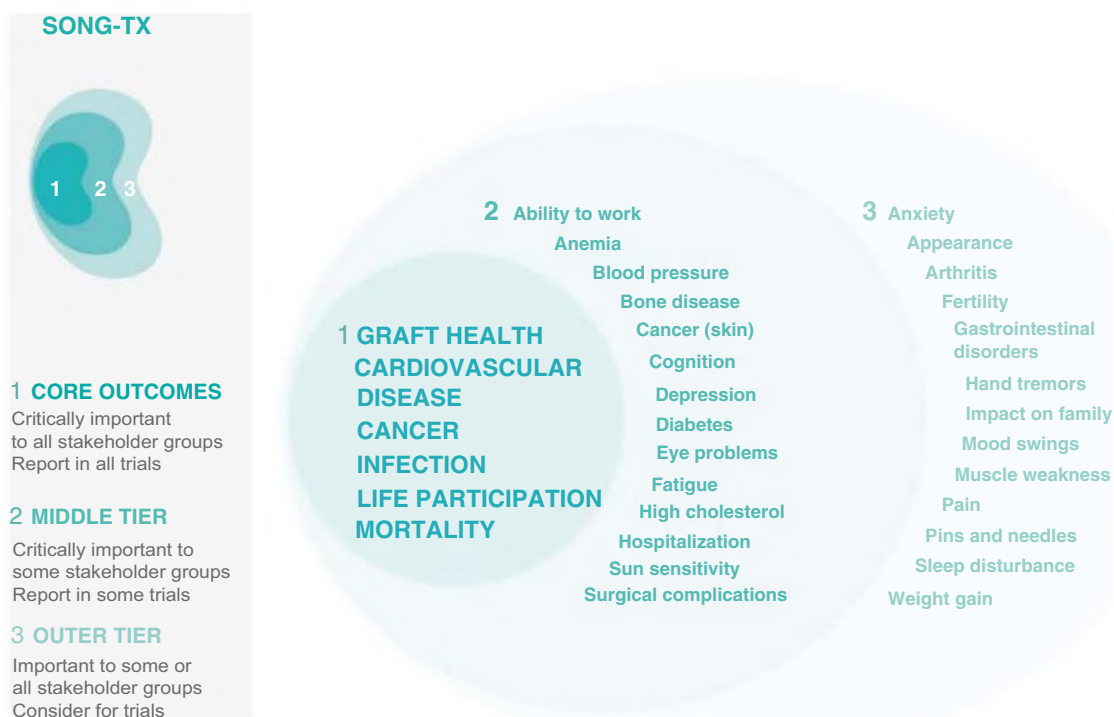 SONG-TX
1 2 3
1 CORE OUTCOMES
Critically important
to all stakeholder groups
Report in all trials
2 MIDDLE TIER
Critically important to
some stakeholder groups
Report in some trials
3 OUTER TIER
Important to some or
all stakeholder groups
Consider for trials
1 GRAFT HEALTH
CARDIOVASCULAR
DISEASE
CANCER
INFECTION
LIFE PARTICIPATION
MORTALITY
2 Ability to work
Anemia
Blood pressure
Bone disease
Cancer (skin)
Cognition
Depression
Diabetes
Eye problems
Fatigue
High cholesterol
Hospitalization
Sun sensitivity
Surgical complications
3 Anxiety
Appearance
Arthritis
Fertility
Gastrointestinal
disorders
Hand tremors
Impact on family
Mood swings
Muscle weakness
Pain
Pins and needles
Sleep disturbance
Weight gain